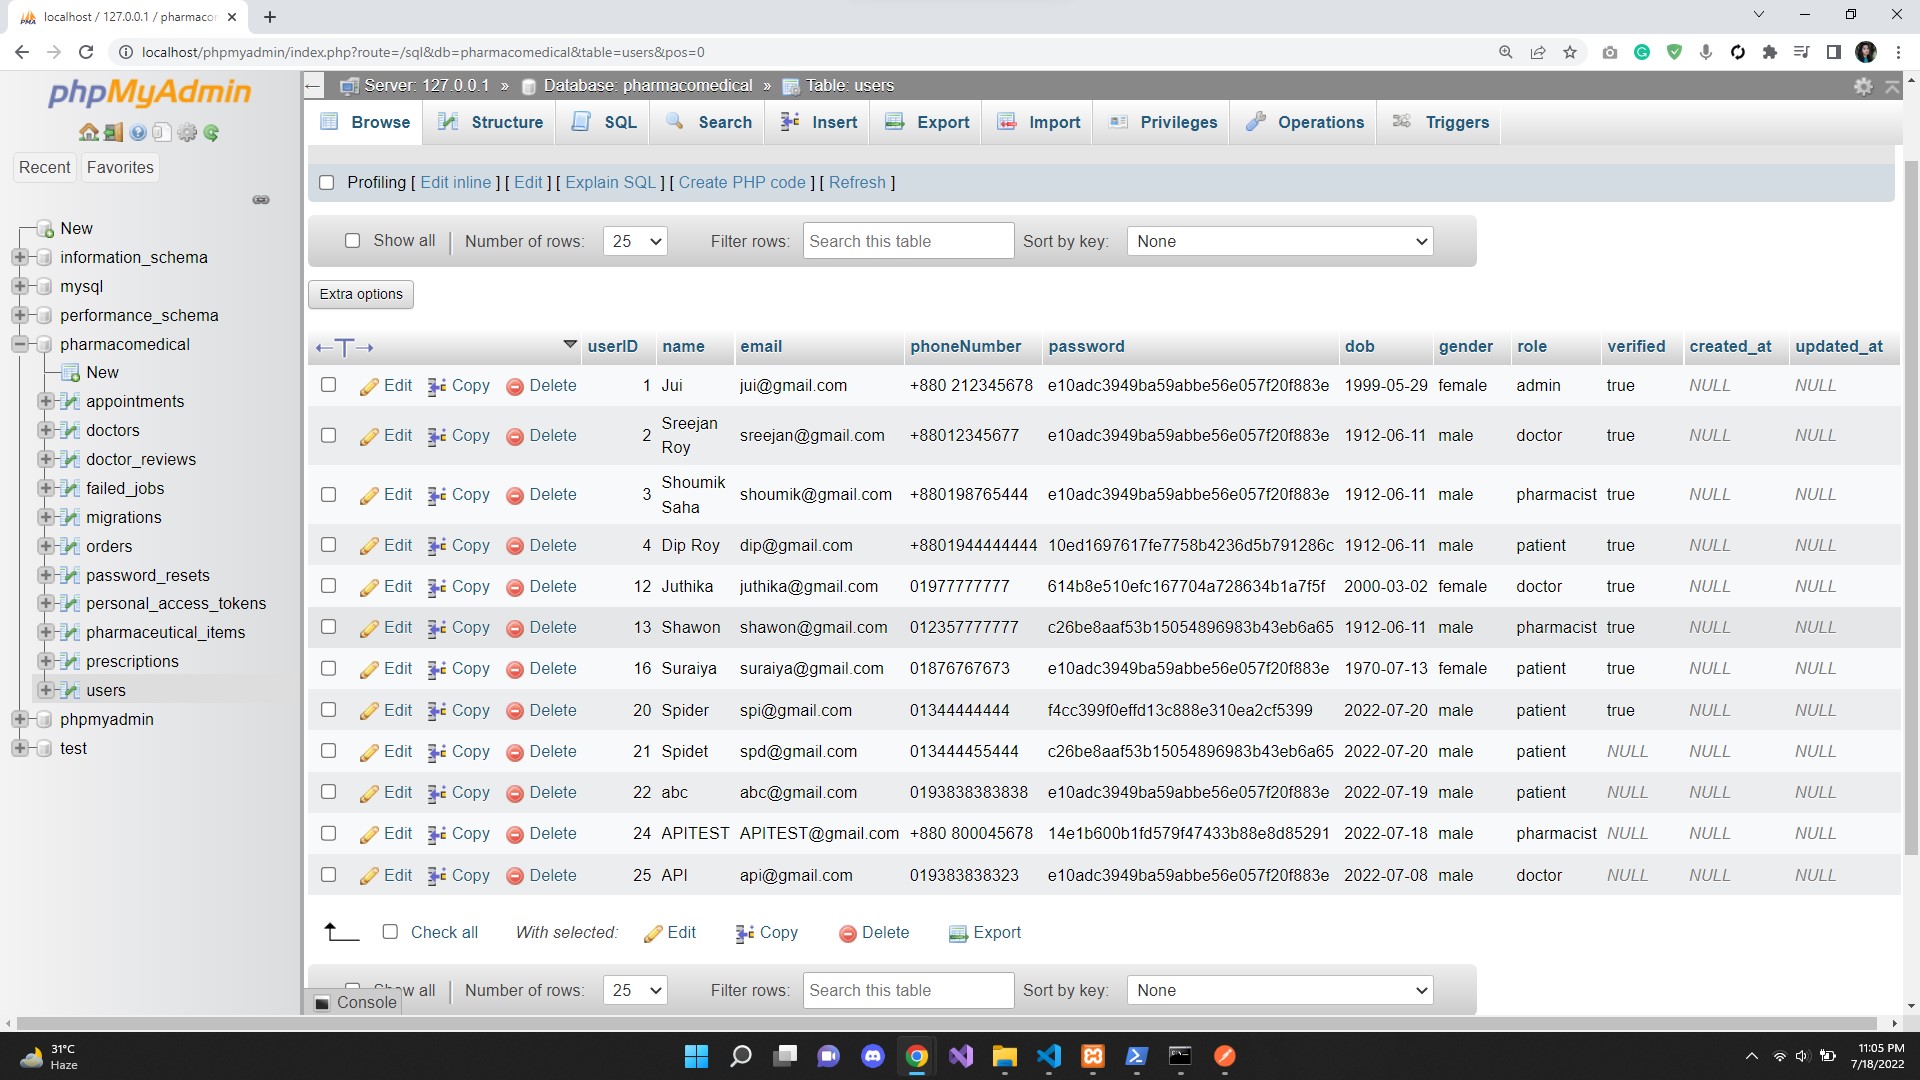 localhost / 127.0.0.1 / pharmacor
localhost/phpmyadmin/index.php?route=/sql&db=pharmacomedical&table=users&pos=0
phpMyAdmin
Recent Favorites
New
information_schema
mysql
performance_schema
pharmacomedical
New
appointments
doctors
doctor_reviews
failed_jobs
migrations
orders
password_resets
personal_access_tokens
pharmaceutical_items
prescriptions
users
phpmyadmin
test
Server: 127.0.0.1 » Database: pharmacomedical » Table: users
Browse Structure SQL Search Insert Export Import Privileges Operations Triggers
Profiling [ Edit inline ] [ Edit ] [ Explain SQL ] [ Create PHP code ] [ Refresh ]
Show all Number of rows: 25 Filter rows: Search this table Sort by key: None
Extra options
userID name email phoneNumber password dob gender role verified created_at updated_at
Edit Copy Delete 1 Jui jui@gmail.com +880 212345678 e10adc3949ba59abbe56e057f20f883e 1999-05-29 female admin true NULL NULL
Edit Copy Delete 2 Sreejan Roy sreejan@gmail.com +88012345677 e10adc3949ba59abbe56e057f20f883e 1912-06-11 male doctor true NULL NULL
Edit Copy Delete 3 Shoumik Saha shoumik@gmail.com +880198765444 e10adc3949ba59abbe56e057f20f883e 1912-06-11 male pharmacist true NULL NULL
Edit Copy Delete 4 Dip Roy dip@gmail.com +8801944444444 10ed1697617fe7758b4236d5b791286c 1912-06-11 male patient true NULL NULL
Edit Copy Delete 12 Juthika juthika@gmail.com 01977777777 614b8e510efc167704a728634b1a7f5f 2000-03-02 female doctor true NULL NULL
Edit Copy Delete 13 Shawon shawon@gmail.com 012357777777 c26be8aaf53b15054896983b43eb6a65 1912-06-11 male pharmacist true NULL NULL
Edit Copy Delete 16 Suraiya suraiya@gmail.com 01876767673 e10adc3949ba59abbe56e057f20f883e 1970-07-13 female patient true NULL NULL
Edit Copy Delete 20 Spider spi@gmail.com 01344444444 f4cc399f0effd13c888e310ea2cf5399 2022-07-20 male patient true NULL NULL
Edit Copy Delete 21 Spidet spd@gmail.com 013444455444 c26be8aaf53b15054896983b43eb6a65 2022-07-20 male patient NULL NULL NULL
Edit Copy Delete 22 abc abc@gmail.com 0193838383838 e10adc3949ba59abbe56e057f20f883e 2022-07-19 male patient NULL NULL NULL
Edit Copy Delete 24 APITEST APITEST@gmail.com +880 800045678 14e1b600b1fd579f47433b88e8d85291 2022-07-18 male pharmacist NULL NULL NULL
Edit Copy Delete 25 API api@gmail.com 019383838323 e10adc3949ba59abbe56e057f20f883e 2022-07-08 male doctor NULL NULL NULL
Check all With selected: Edit Copy Delete Export
Show all Number of rows: 25 Filter rows: Search this table Sort by key: None
Console
31°C
Haze
11:05 PM
7/18/2022